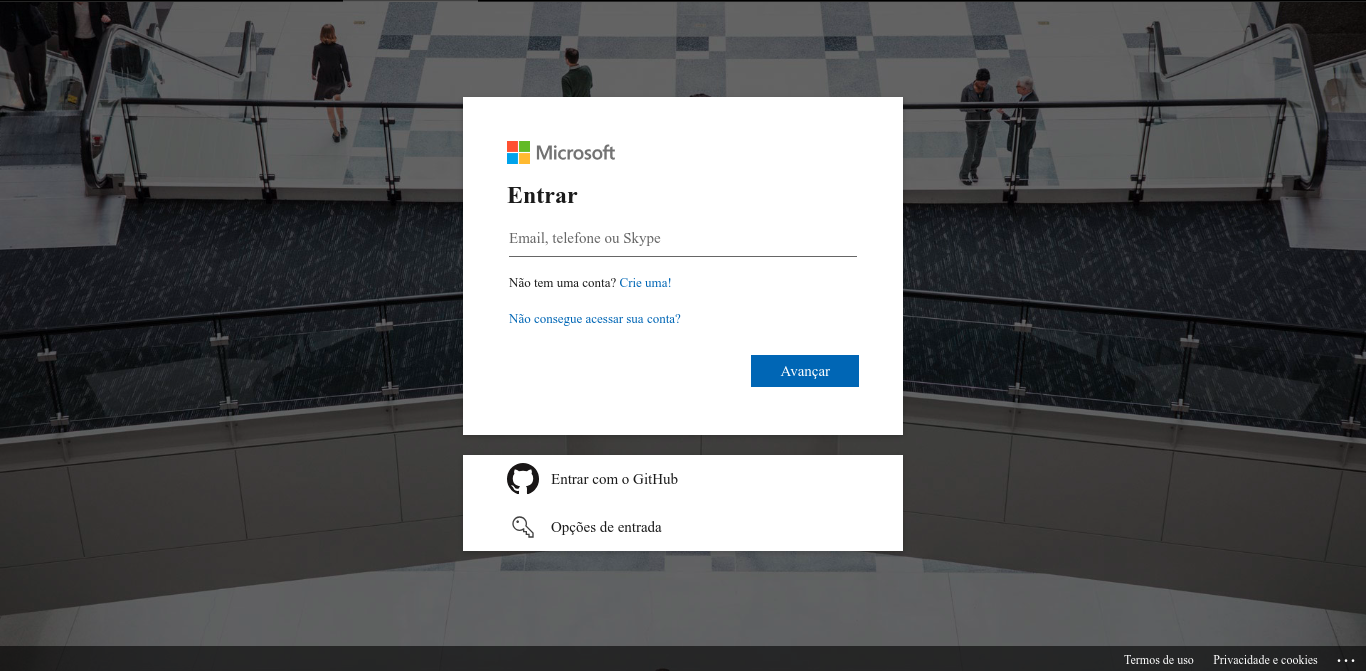 Microsoft
Entrar
Email, telefone ou Skype
Não tem uma conta? Crie uma!
Não consegue acessar sua conta?
Avançar
Entrar com o GitHub
Opções de entrada
Termos de uso Privacidade e cookies ...